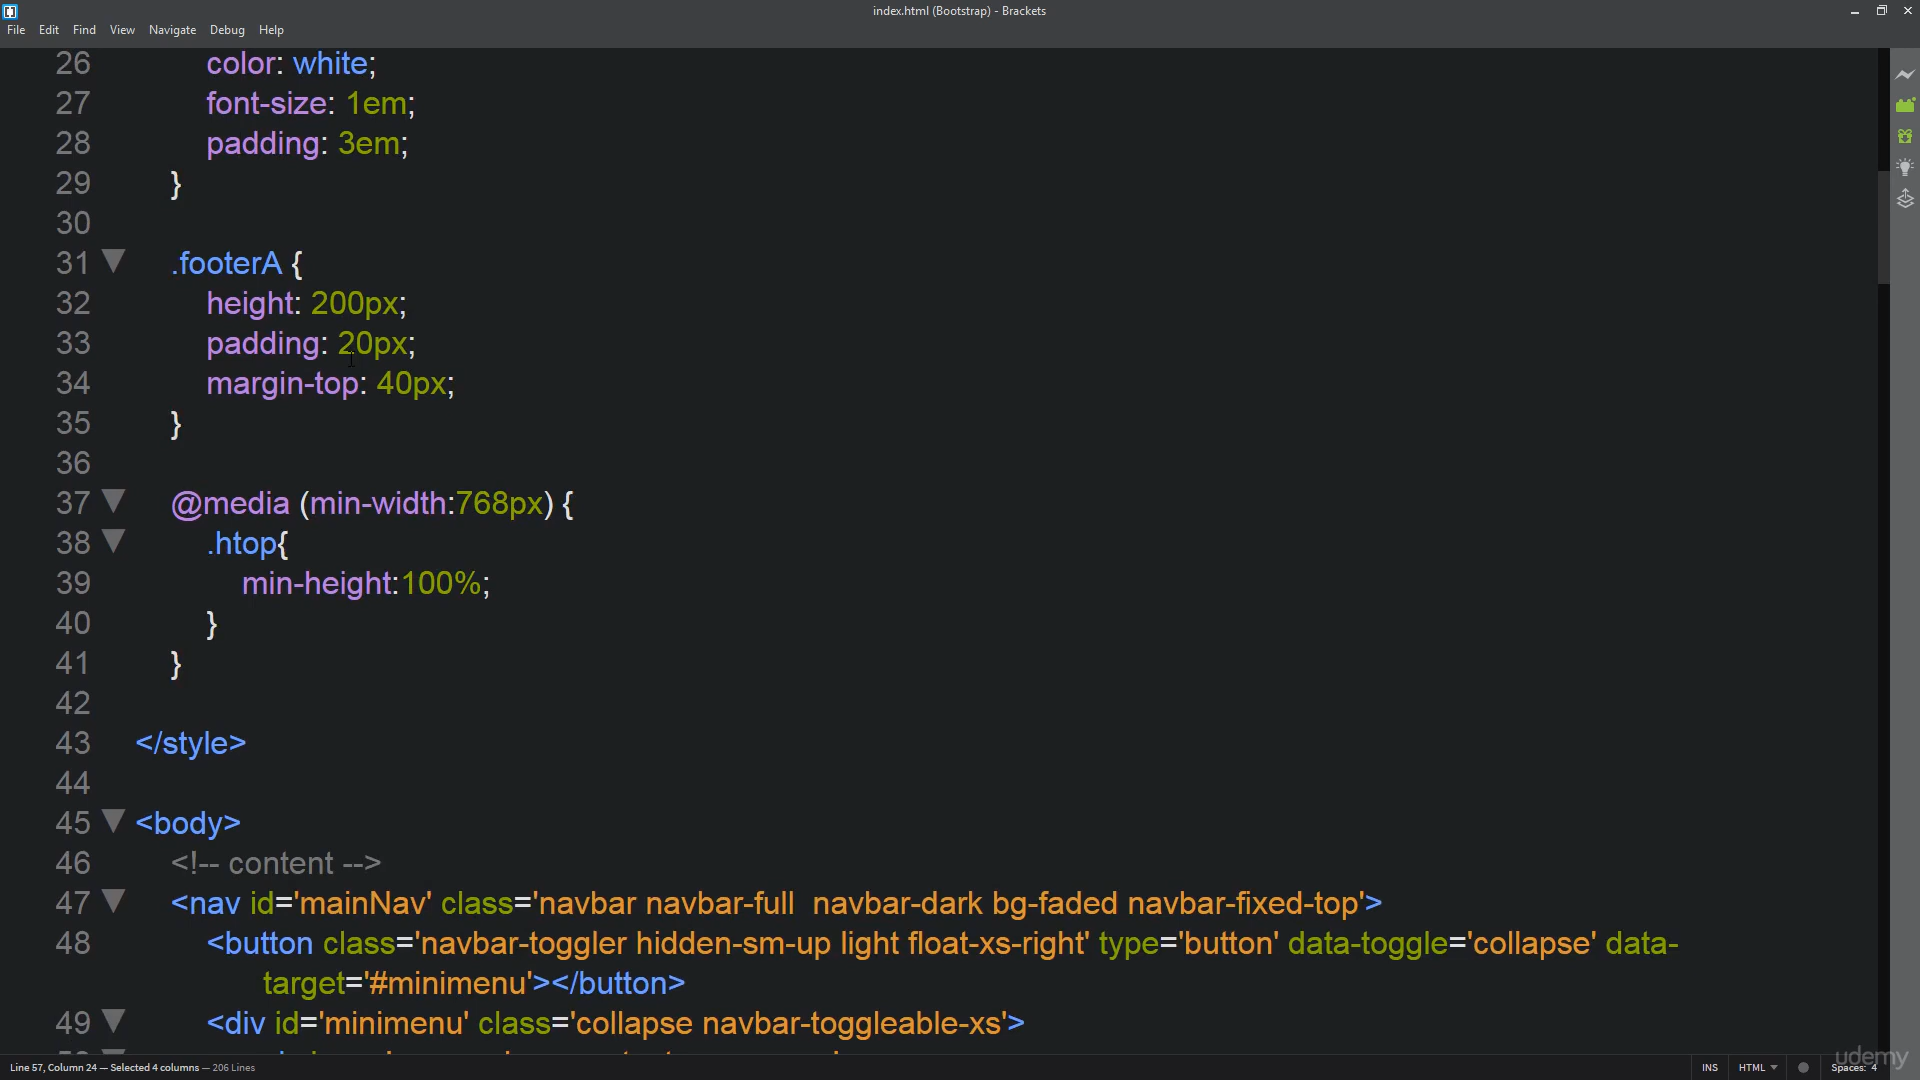 index.html (Bootstrap) - Brackets
File Edit Find View Navigate Debug Help
26 color: white;
27 font-size: 1em;
28 padding: 3em;
29 }
30
31 .footerA {
32 height: 200px;
33 padding: 20px;
34 margin-top: 40px;
35 }
36
37 @media (min-width:768px) {
38 .htop{
39 min-height:100%;
40 }
41 }
42
43 </style>
44
45 <body>
46 <!-- content -->
47 <nav id='mainNav' class='navbar navbar-full  navbar-dark bg-faded navbar-fixed-top'>
48 <button class='navbar-toggler hidden-sm-up light float-xs-right' type='button' data-toggle='collapse' data-
target='#minimenu'></button>
49 <div id='minimenu' class='collapse navbar-toggleable-xs'>
Line 57, Column 24 — Selected 4 columns — 206 Lines
INS HTML Spaces: 4
udemy